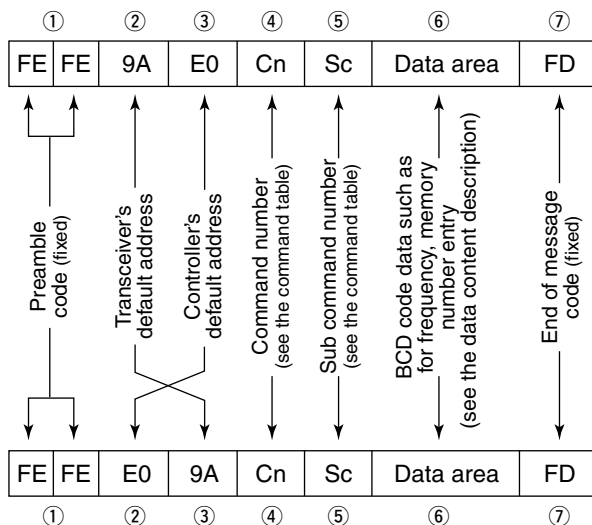 ① ② ③ ④ ⑤ ⑥ ⑦
FE FE 9A E0 Cn Sc Data area FD
Preamble
code (fixed)
Transceiver's
default address
Controller's
default address
Command number
(see the command table)
Sub command number
(see the command table)
BCD code data such as
for frequency, memory
number entry
(see the data content description)
End of message
code (fixed)
FE FE E0 9A Cn Sc Data area FD
① ② ③ ④ ⑤ ⑥ ⑦